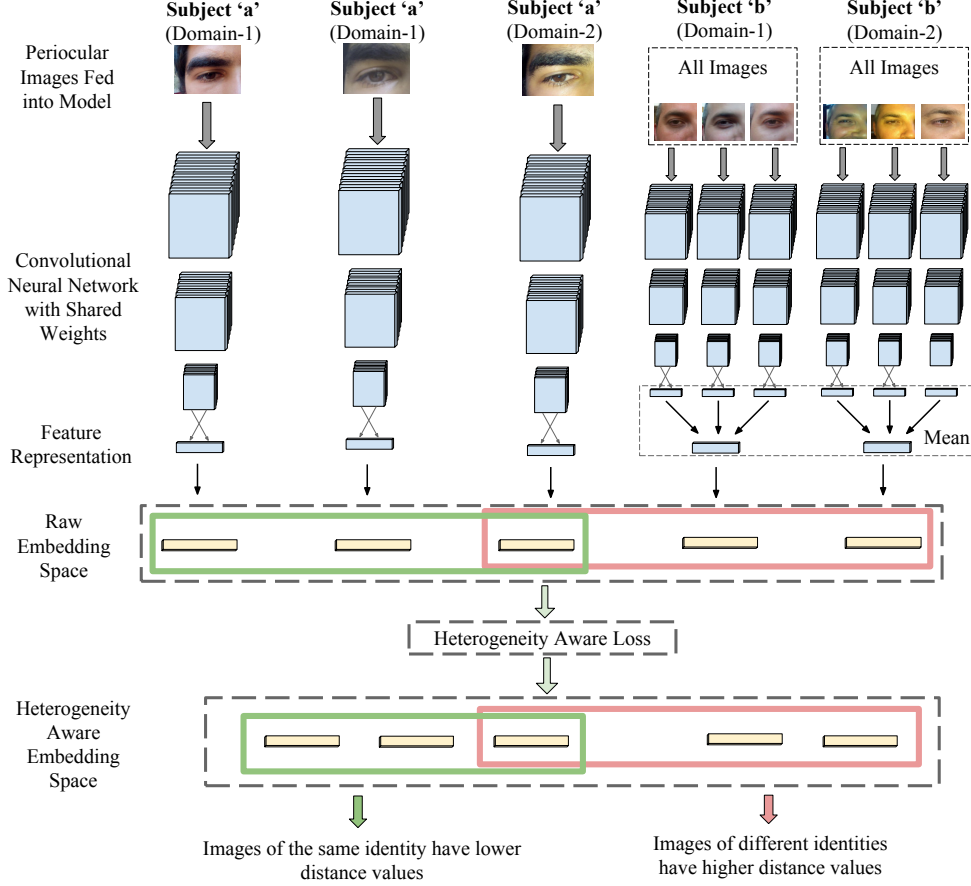 Subject ‘a’
(Domain-1)
Subject ‘a’
(Domain-1)
Subject ‘a’
(Domain-2)
Subject ‘b’
(Domain-1)
Subject ‘b’
(Domain-2)
Periocular
Images Fed
into Model
All Images
All Images
Convolutional
Neural Network
with Shared
Weights
Feature
Representation
Mean
Raw
Embedding
Space
Heterogeneity Aware Loss
Heterogeneity
Aware
Embedding
Space
Images of the same identity have lower
distance values
Images of different identities
have higher distance values